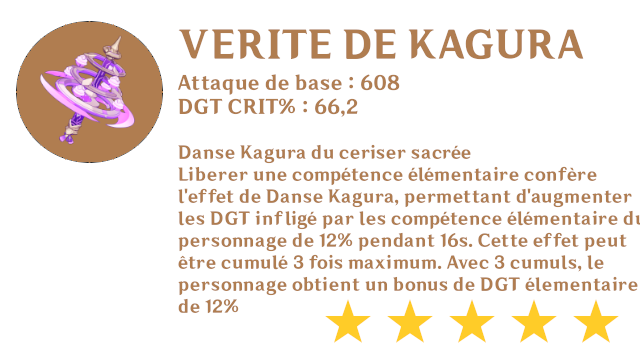 VERITE DE KAGURA
Attaque de base : 608
DGT CRIT% : 66,2
Danse Kagura du ceriser sacrée
Liberer une compétence élémentaire confère
l'effet de Danse Kagura, permettant d'augmenter
les DGT infligé par les compétence élémentaire du
personnage de 12% pendant 16s. Cette effet peut
être cumulé 3 fois maximum. Avec 3 cumuls, le
personnage obtient un bonus de DGT élementaire
de 12%